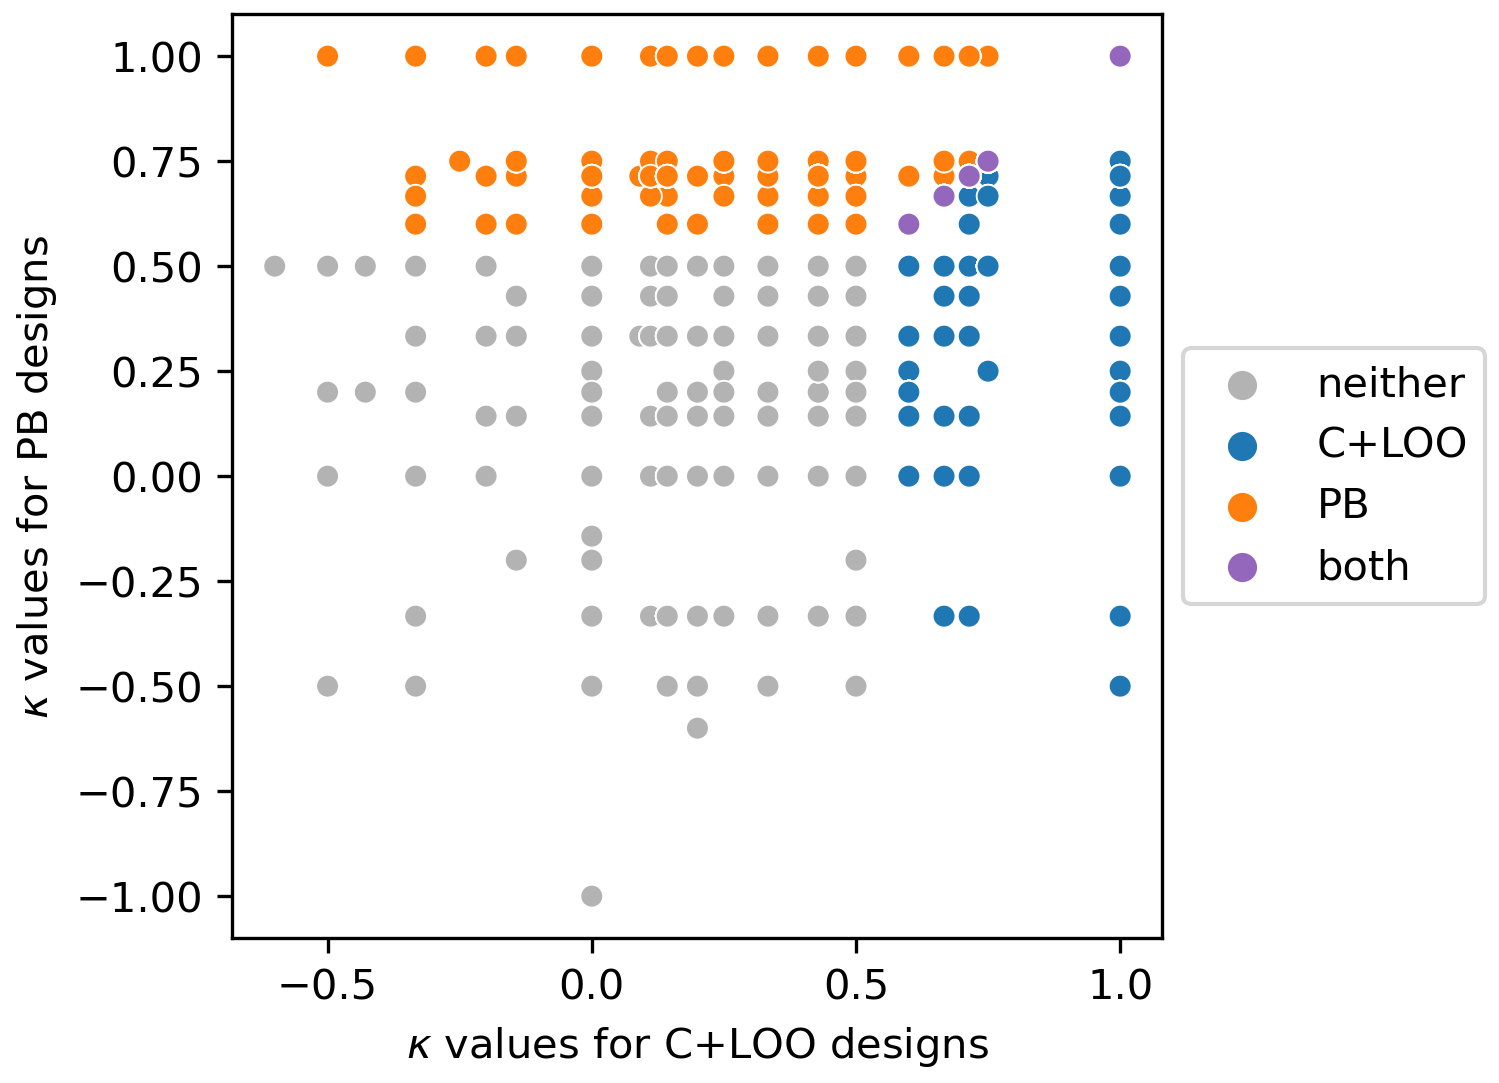 1.00
0.75
0.50
0.25
0.00
−0.25
−0.50
−0.75
−1.00
κ values for PB designs
−0.5 0.0 0.5 1.0
κ values for C+LOO designs
neither
C+LOO
PB
both